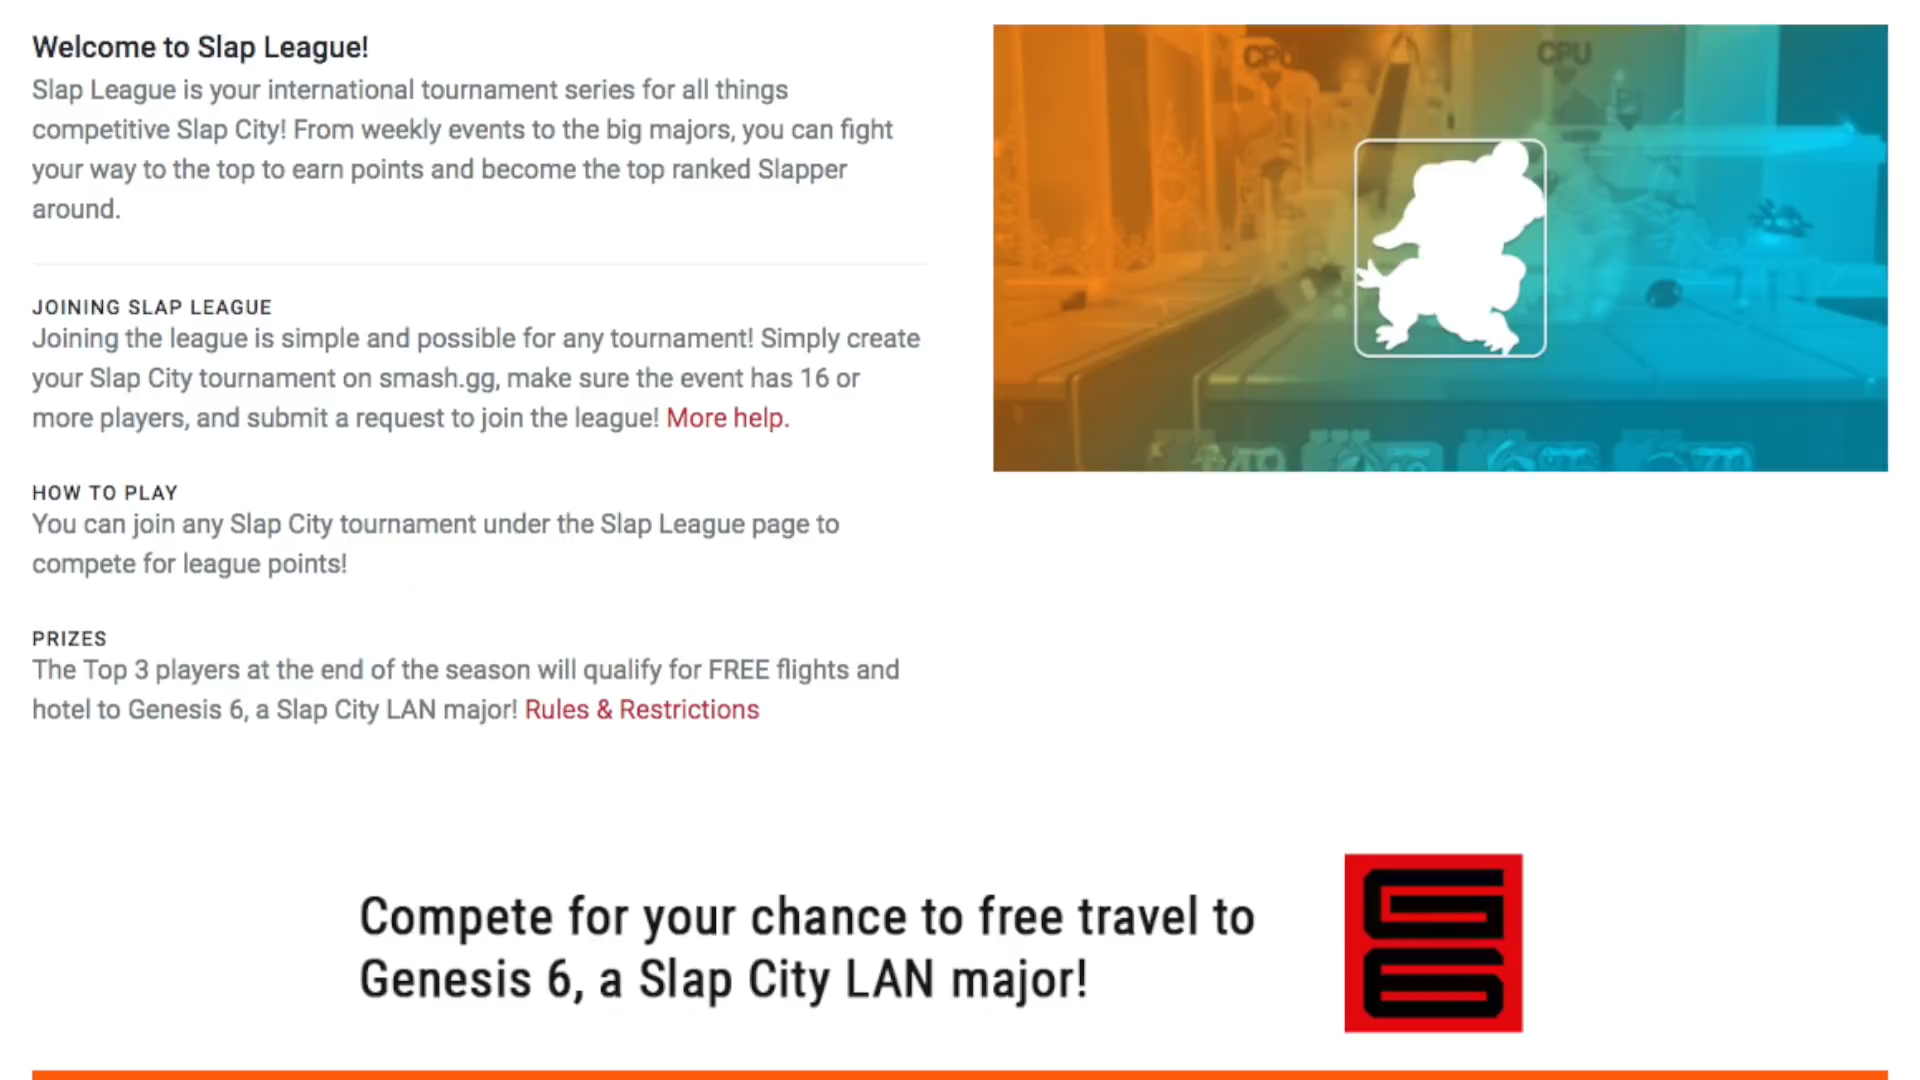 Welcome to Slap League!
Slap League is your international tournament series for all things
competitive Slap City! From weekly events to the big majors, you can fight
your way to the top to earn points and become the top ranked Slapper
around.
JOINING SLAP LEAGUE
Joining the league is simple and possible for any tournament! Simply create
your Slap City tournament on smash.gg, make sure the event has 16 or
more players, and submit a request to join the league! More help.
HOW TO PLAY
You can join any Slap City tournament under the Slap League page to
compete for league points!
PRIZES
The Top 3 players at the end of the season will qualify for FREE flights and
hotel to Genesis 6, a Slap City LAN major! Rules & Restrictions
CPU
CPU
P1
Compete for your chance to free travel to
Genesis 6, a Slap City LAN major!
G6